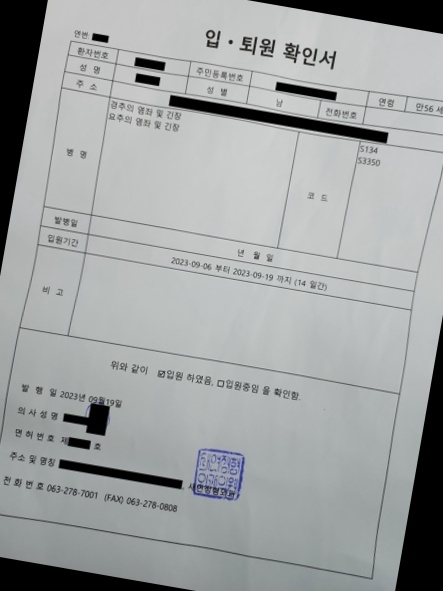 입 · 퇴원 확인서
연번
환자번호 주민등록번호 연령 만56 세
성 명 성 별 남 전화번호
주 소
병 명 경추의 염좌 및 긴장 코 드 S134
요추의 염좌 및 긴장 S3350
발병일 년 월 일
입원기간 2023-09-06 부터 2023-09-19 까지 (14 일간)
비 고
위와 같이 ☑입원 하였음, □입원중임 을 확인함.
발 행 일 2023년 09월19일
의 사 성 명
면 허 번 호 제 호
주소 및 명칭
전 화 번 호 063-278-7001 (FAX) 063-278-0808